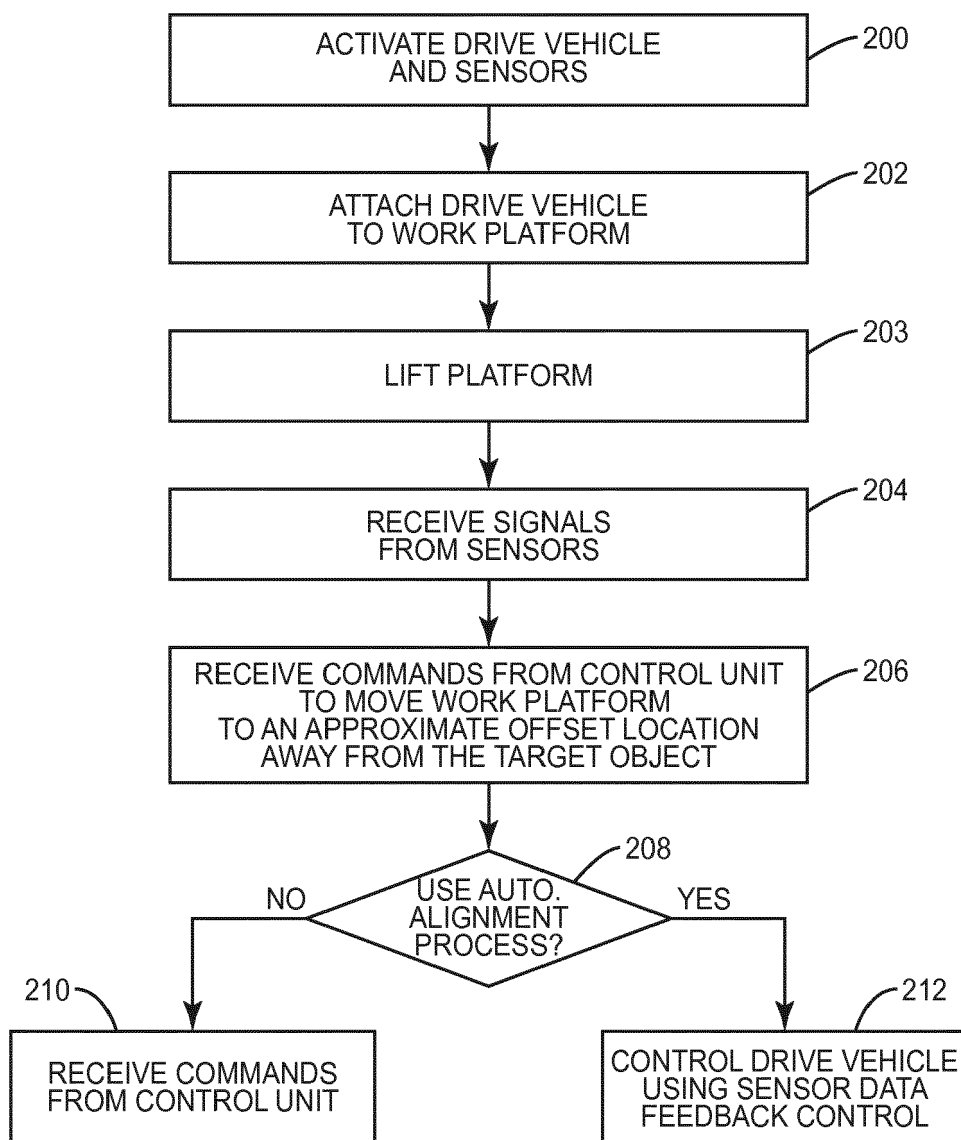 ACTIVATE DRIVE VEHICLE
AND SENSORS
200
ATTACH DRIVE VEHICLE
TO WORK PLATFORM
202
LIFT PLATFORM
203
RECEIVE SIGNALS
FROM SENSORS
204
RECEIVE COMMANDS FROM CONTROL UNIT
TO MOVE WORK PLATFORM
TO AN APPROXIMATE OFFSET LOCATION
AWAY FROM THE TARGET OBJECT
206
USE AUTO.
ALIGNMENT
PROCESS?
208
NO
YES
210
RECEIVE COMMANDS
FROM CONTROL UNIT
212
CONTROL DRIVE VEHICLE
USING SENSOR DATA
FEEDBACK CONTROL